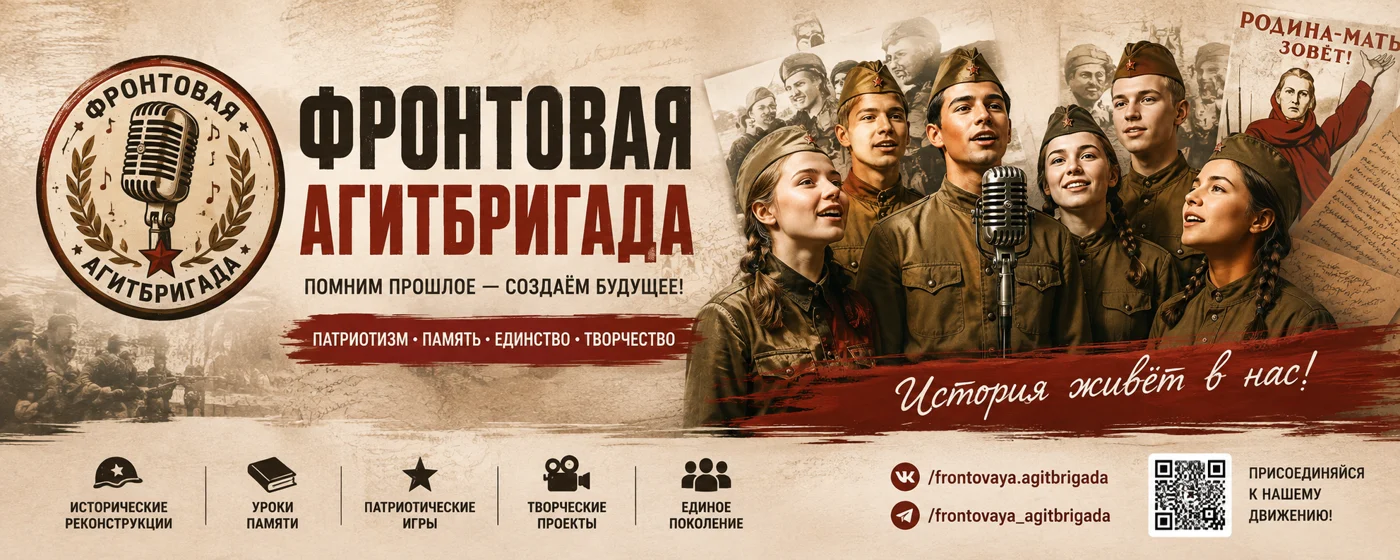 ФРОНТОВАЯ
АГИТБРИГАДА
ФРОНТОВАЯ
АГИТБРИГАДА
ПОМНИМ ПРОШЛОЕ — СОЗДАЁМ БУДУЩЕЕ!
ПАТРИОТИЗМ • ПАМЯТЬ • ЕДИНСТВО • ТВОРЧЕСТВО
РОДИНА-МАТЬ
ЗОВЁТ!
История живёт в нас!
ИСТОРИЧЕСКИЕ
РЕКОНСТРУКЦИИ
УРОКИ
ПАМЯТИ
ПАТРИОТИЧЕСКИЕ
ИГРЫ
ТВОРЧЕСКИЕ
ПРОЕКТЫ
ЕДИНОЕ
ПОКОЛЕНИЕ
/frontovaya.agitbrigada
/frontovaya_agitbrigada
ПРИСОЕДИНЯЙСЯ
К НАШЕМУ
ДВИЖЕНИЮ!